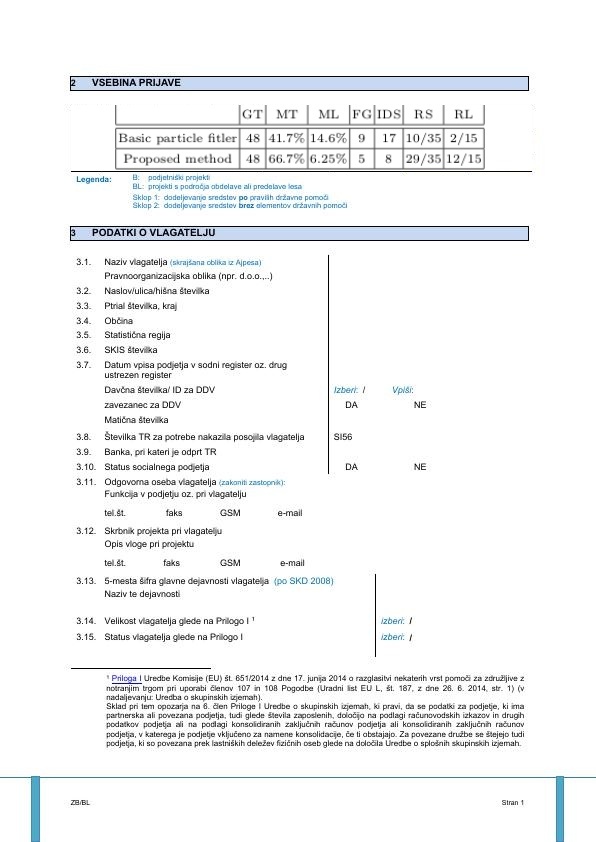 2 VSEBINA PRIJAVE
GT MT ML FG IDS RS RL
Basic particle fitler 48 41.7% 14.6% 9 17 10/35 2/15
Proposed method 48 66.7% 6.25% 5 8 29/35 12/15
Legenda: B: podjetniški projekti
BL: projekti s področja obdelave ali predelave lesa
Sklop 1: dodeljevanje sredstev po pravilih državne pomoči
Sklop 2: dodeljevanje sredstev brez elementov državnih pomoči
3 PODATKI O VLAGATELJU
3.1. Naziv vlagatelja (skrajšana oblika iz Ajpesa)
Pravnoorganizacijska oblika (npr. d.o.o.,..)
3.2. Naslov/ulica/hišna številka
3.3. Ptrial številka, kraj
3.4. Občina
3.5. Statistična regija
3.6. SKIS številka
3.7. Datum vpisa podjetja v sodni register oz. drug
ustrezen register
Davčna številka/ ID za DDV Izberi: / Vpiši:
zavezanec za DDV DA NE
Matična številka
3.8. Številka TR za potrebe nakazila posojila vlagatelja SI56
3.9. Banka, pri kateri je odprt TR
3.10. Status socialnega podjetja DA NE
3.11. Odgovorna oseba vlagatelja (zakoniti zastopnik):
Funkcija v podjetju oz. pri vlagatelju
tel.št. faks GSM e-mail
3.12. Skrbnik projekta pri vlagatelju
Opis vloge pri projektu
tel.št. faks GSM e-mail
3.13. 5-mesta šifra glavne dejavnosti vlagatelja (po SKD 2008)
Naziv te dejavnosti
3.14. Velikost vlagatelja glede na Prilogo I ¹ izberi: /
3.15. Status vlagatelja glede na Prilogo I izberi: /
¹ Priloga I Uredbe Komisije (EU) št. 651/2014 z dne 17. junija 2014 o razglasitvi nekaterih vrst pomoči za združljive z
notranjim trgom pri uporabi členov 107 in 108 Pogodbe (Uradni list EU L, št. 187, z dne 26. 6. 2014, str. 1) (v
nadaljevanju: Uredba o skupinskih izjemah).
Sklad pri tem opozarja na 6. člen Priloge I Uredbe o skupinskih izjemah, ki pravi, da se podatki za podjetje, ki ima
partnerska ali povezana podjetja, tudi glede števila zaposlenih, določijo na podlagi računovodskih izkazov in drugih
podatkov podjetja ali na podlagi konsolidiranih zaključnih računov podjetja ali konsolidiranih zaključnih računov
podjetja, v katerega je podjetje vključeno za namene konsolidacije, če ti obstajajo. Za povezane družbe se štejejo tudi
podjetja, ki so povezana prek lastniških deležev fizičnih oseb glede na določila Uredbe o splošnih skupinskih izjemah.
ZB/BL Stran 1